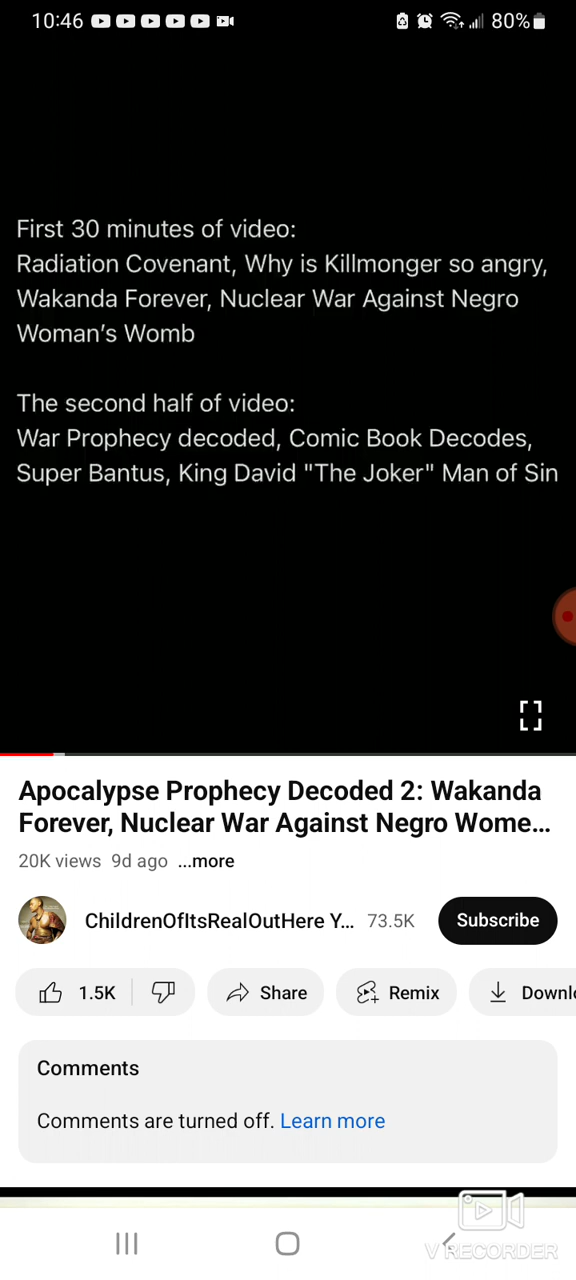 10:46
80%
First 30 minutes of video:
Radiation Covenant, Why is Killmonger so angry,
Wakanda Forever, Nuclear War Against Negro
Woman’s Womb
The second half of video:
War Prophecy decoded, Comic Book Decodes,
Super Bantus, King David "The Joker" Man of Sin
Apocalypse Prophecy Decoded 2: Wakanda
Forever, Nuclear War Against Negro Wome...
20K views 9d ago ...more
ChildrenOfItsRealOutHere Y... 73.5K Subscribe
1.5K Share Remix Downlo
Comments
Comments are turned off. Learn more
V RECORDER